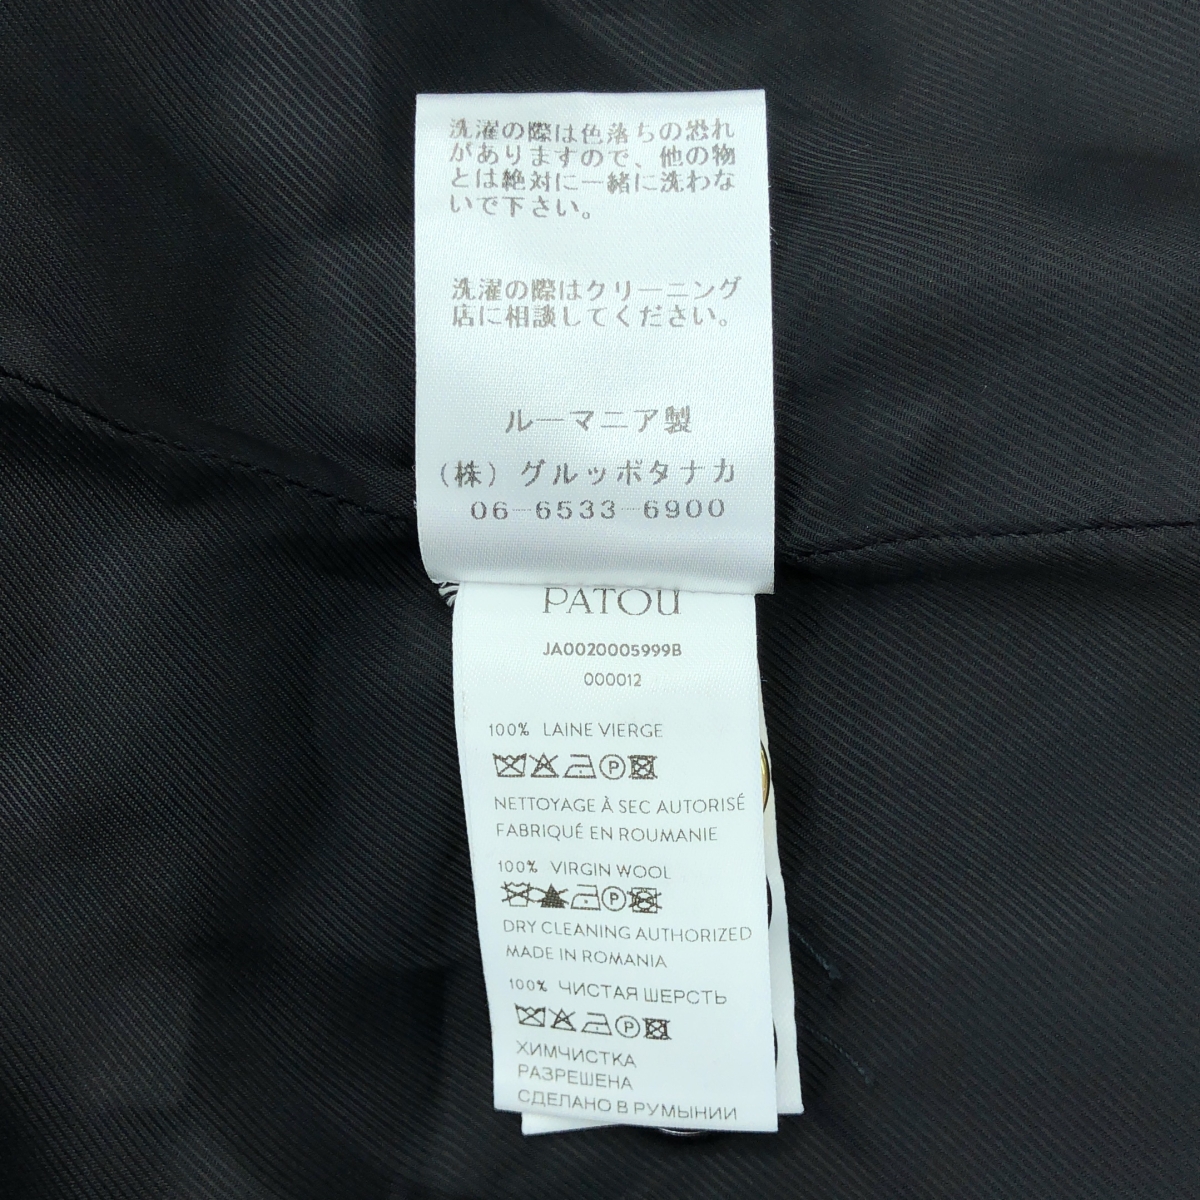 洗濯の際は色落ちの恐れ
がありますので、他の物
とは絶対に一緒に洗わな
いで下さい。
洗濯の際はクリーニング
店に相談してください。
ルーマニア製
(株) グルッポタナカ
06-6533-6900
PATOU
JA0020005999B
000012
100% LAINE VIERGE
NETTOYAGE À SEC AUTORISÉ
FABRIQUÉ EN ROUMANIE
100% VIRGIN WOOL
DRY CLEANING AUTHORIZED
MADE IN ROMANIA
100% ЧИСТАЯ ШЕРСТЬ
ХИМЧИСТКА
РАЗРЕШЕНА
СДЕЛАНО В РУМЫНИИ